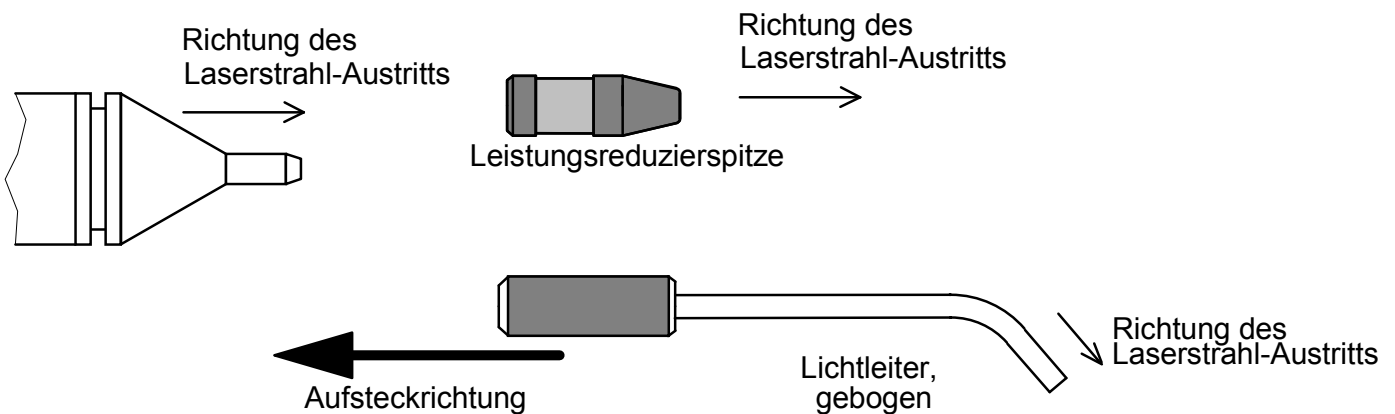 Richtung des
Laserstrahl-Austritts
Richtung des
Laserstrahl-Austritts
Leistungsreduzierspitze
Richtung des
Laserstrahl-Austritts
Lichtleiter,
gebogen
Aufsteckrichtung